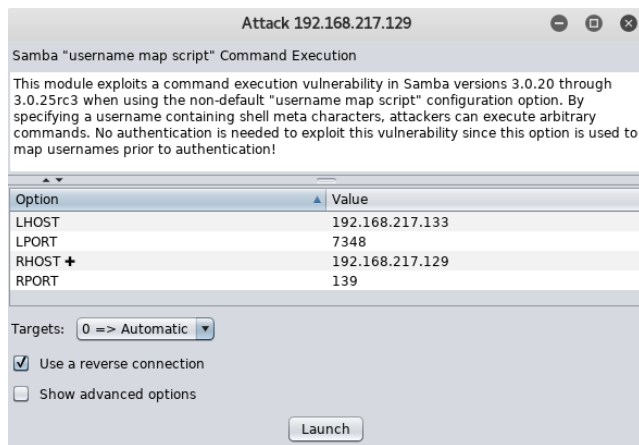 Attack 192.168.217.129
Samba "username map script" Command Execution
This module exploits a command execution vulnerability in Samba versions 3.0.20 through
3.0.25rc3 when using the non-default "username map script" configuration option. By
specifying a username containing shell meta characters, attackers can execute arbitrary
commands. No authentication is needed to exploit this vulnerability since this option is used to
map usernames prior to authentication!
Option Value
LHOST 192.168.217.133
LPORT 7348
RHOST + 192.168.217.129
RPORT 139
Targets: 0 => Automatic
Use a reverse connection
Show advanced options
Launch